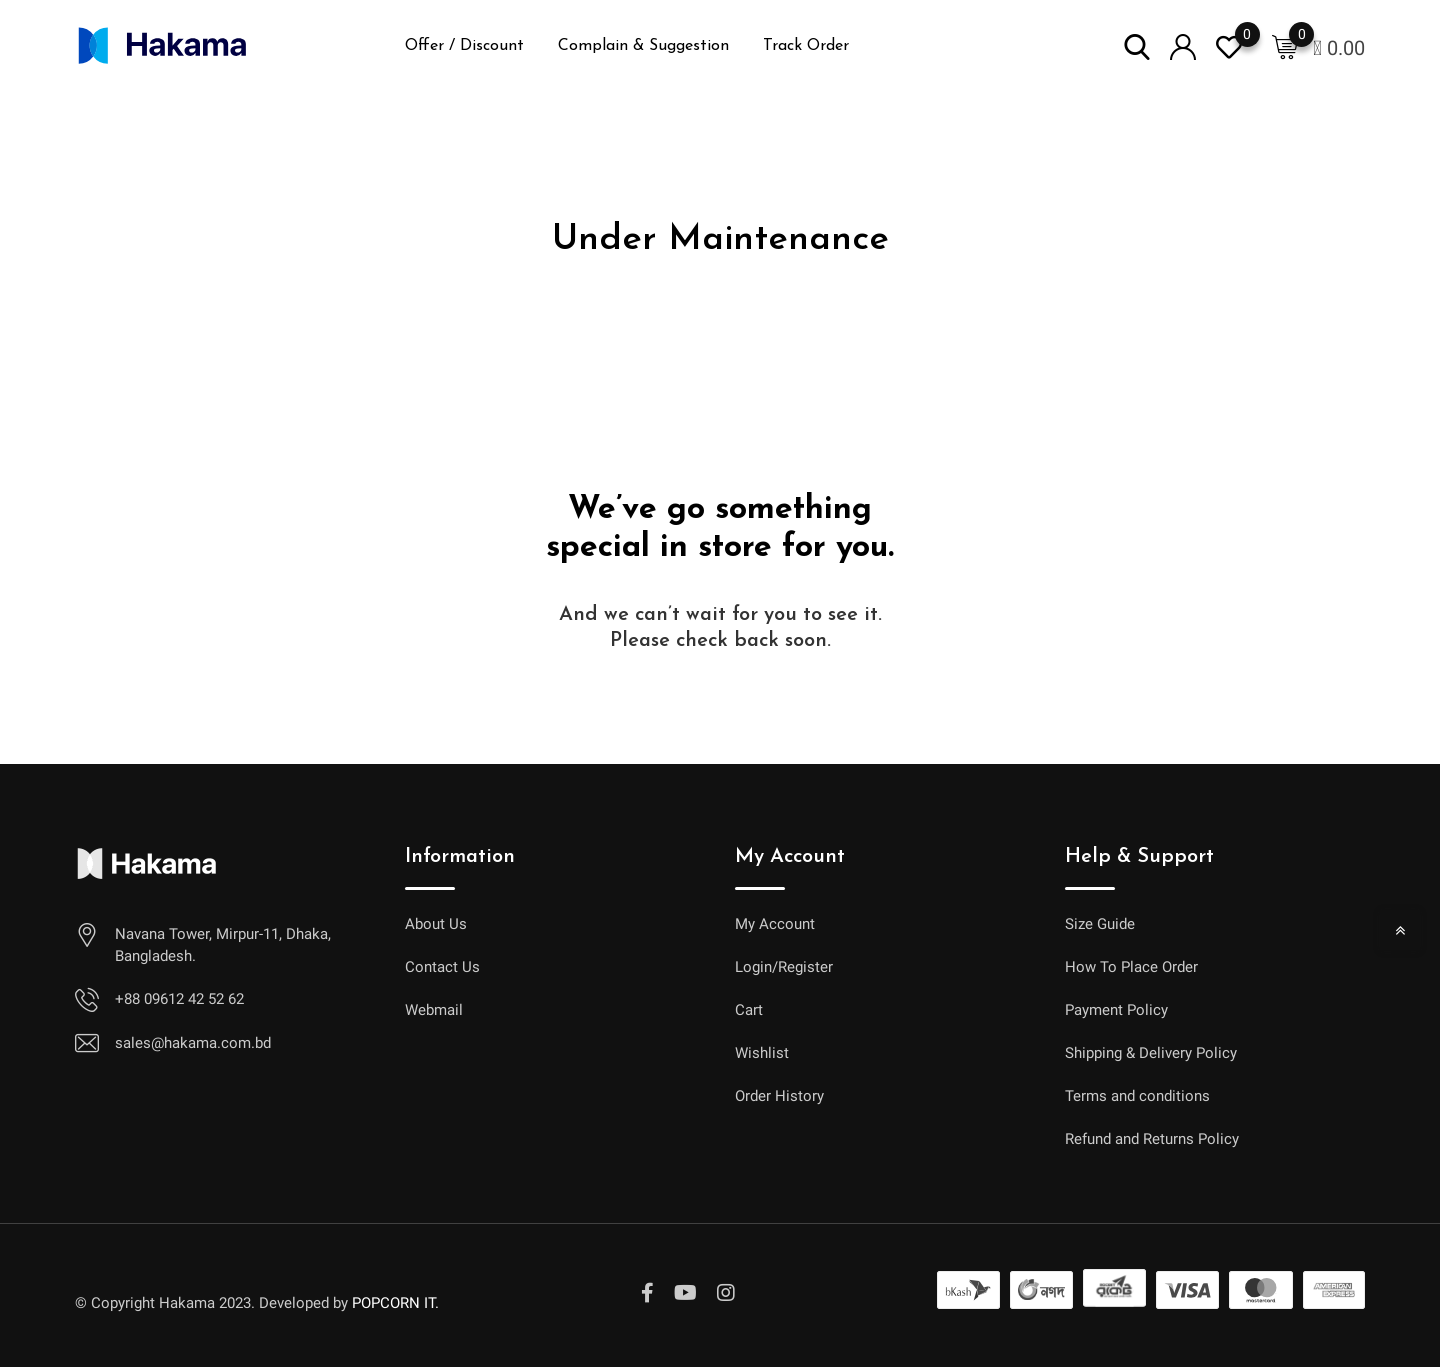 Hakama
Offer / Discount
Complain & Suggestion
Track Order
0
0
0.00
Under Maintenance
We’ve go something
special in store for you.
And we can’t wait for you to see it.
Please check back soon.
Hakama
Navana Tower, Mirpur-11, Dhaka,
Bangladesh.
+88 09612 42 52 62
sales@hakama.com.bd
Information
About Us
Contact Us
Webmail
My Account
My Account
Login/Register
Cart
Wishlist
Order History
Help & Support
Size Guide
How To Place Order
Payment Policy
Shipping & Delivery Policy
Terms and conditions
Refund and Returns Policy
© Copyright Hakama 2023. Developed by POPCORN IT.
bKash
নগদ
রকেট
VISA
mastercard
AMERICAN
EXPRESS